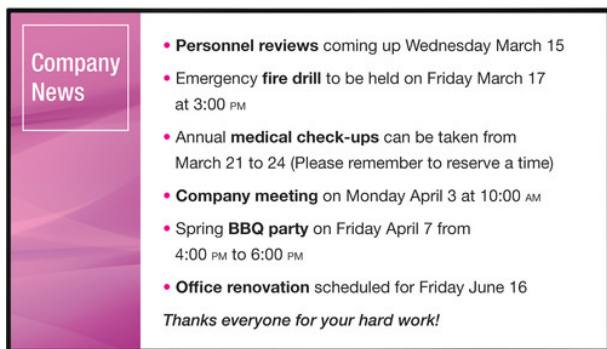 Company
News
• Personnel reviews coming up Wednesday March 15
• Emergency fire drill to be held on Friday March 17
at 3:00 PM
• Annual medical check-ups can be taken from
March 21 to 24 (Please remember to reserve a time)
• Company meeting on Monday April 3 at 10:00 AM
• Spring BBQ party on Friday April 7 from
4:00 PM to 6:00 PM
• Office renovation scheduled for Friday June 16
Thanks everyone for your hard work!